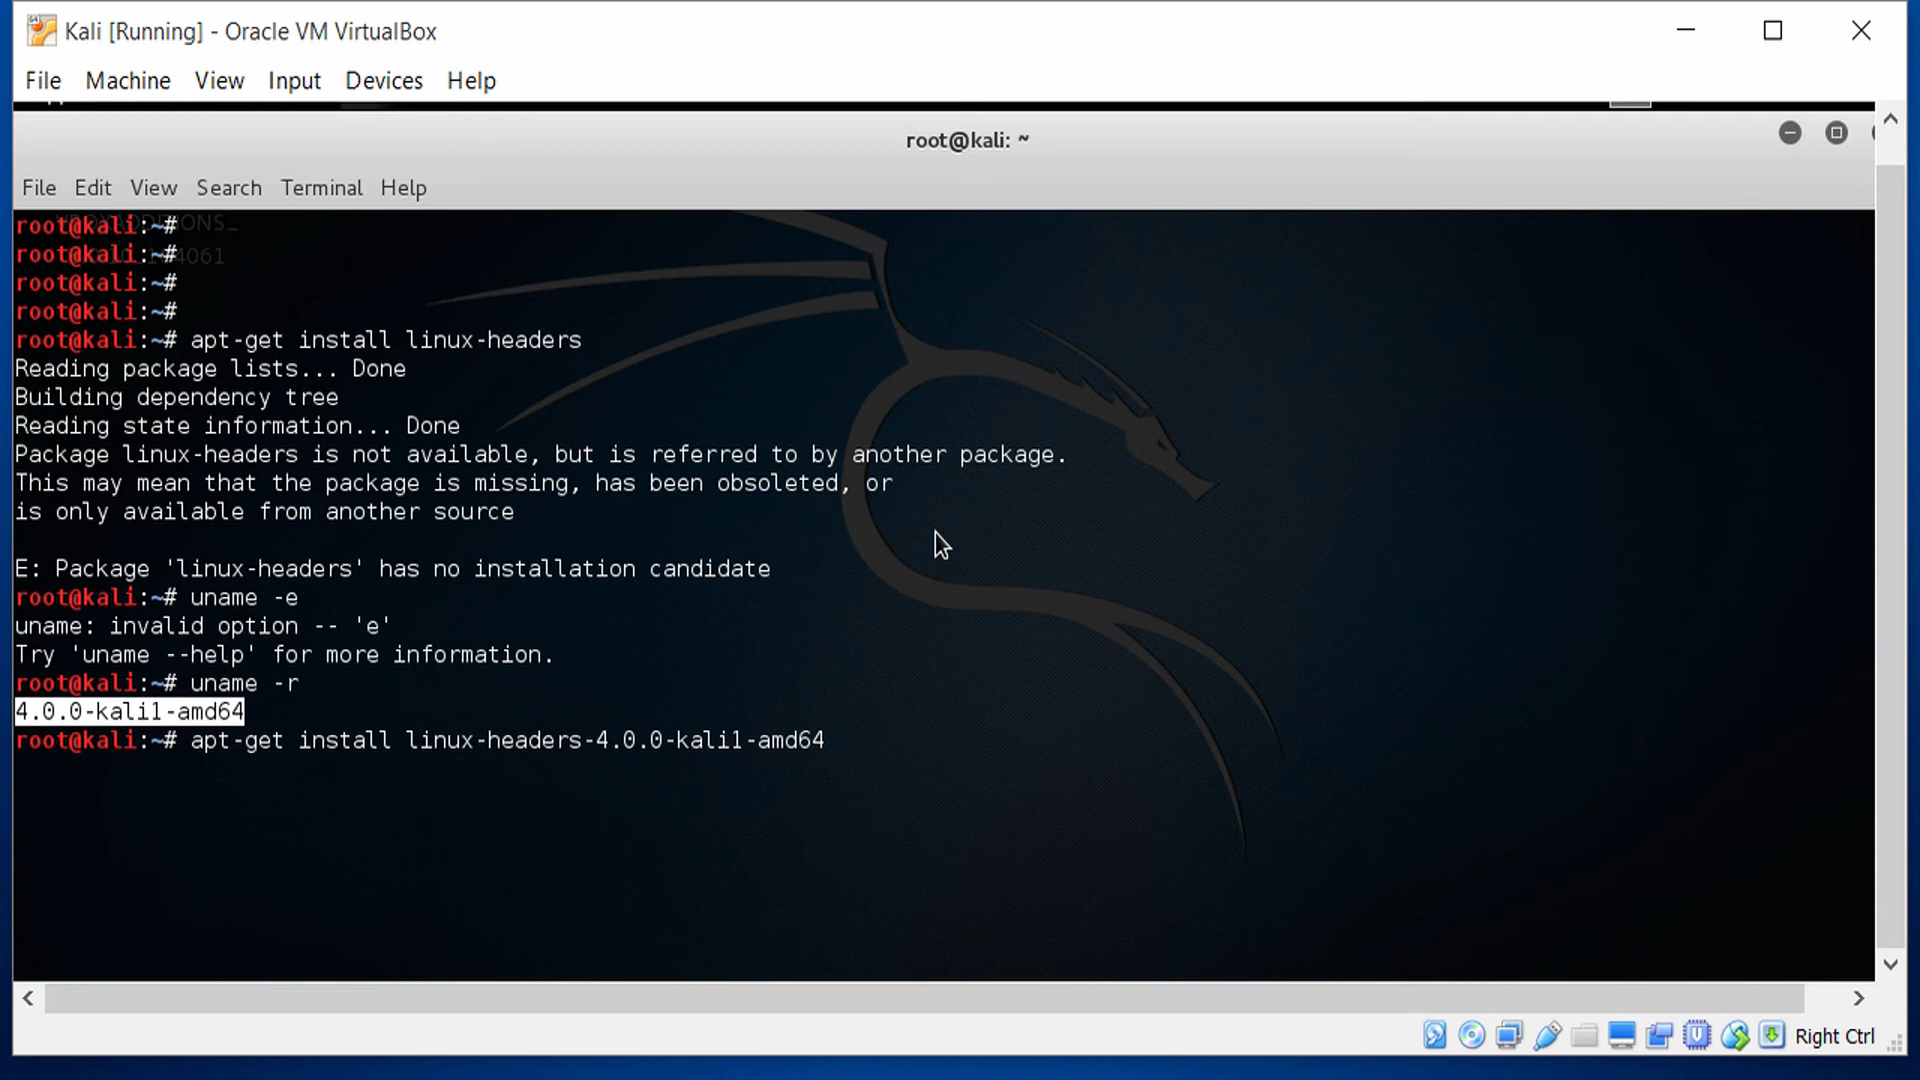 Kali [Running] - Oracle VM VirtualBox
File Machine View Input Devices Help
root@kali: ~
File Edit View Search Terminal Help
root@kali:~#
root@kali:~#
root@kali:~#
root@kali:~#
root@kali:~# apt-get install linux-headers
Reading package lists... Done
Building dependency tree
Reading state information... Done
Package linux-headers is not available, but is referred to by another package.
This may mean that the package is missing, has been obsoleted, or
is only available from another source
E: Package 'linux-headers' has no installation candidate
root@kali:~# uname -e
uname: invalid option -- 'e'
Try 'uname --help' for more information.
root@kali:~# uname -r
4.0.0-kali1-amd64
root@kali:~# apt-get install linux-headers-4.0.0-kali1-amd64
Right Ctrl